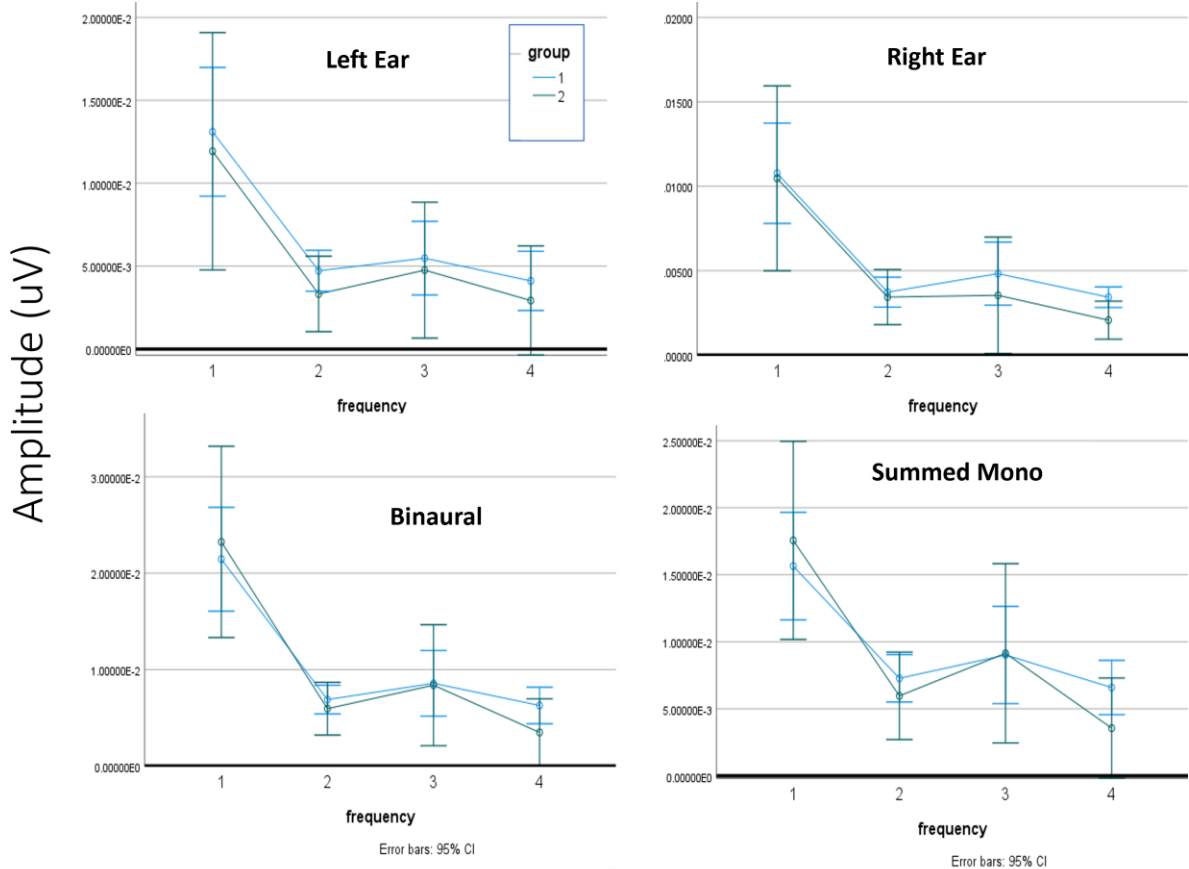 Amplitude (uV)
Left Ear
group
1
2
2.00000E-2
1.50000E-2
1.00000E-2
5.00000E-3
0.00000E0
1 2 3 4
frequency
Right Ear
.02000
.01500
.01000
.00500
.00000
1 2 3 4
frequency
Binaural
3.00000E-2
2.00000E-2
1.00000E-2
0.00000E0
1 2 3 4
frequency
Error bars: 95% CI
Summed Mono
2.50000E-2
2.00000E-2
1.50000E-2
1.00000E-2
5.00000E-3
0.00000E0
1 2 3 4
frequency
Error bars: 95% CI